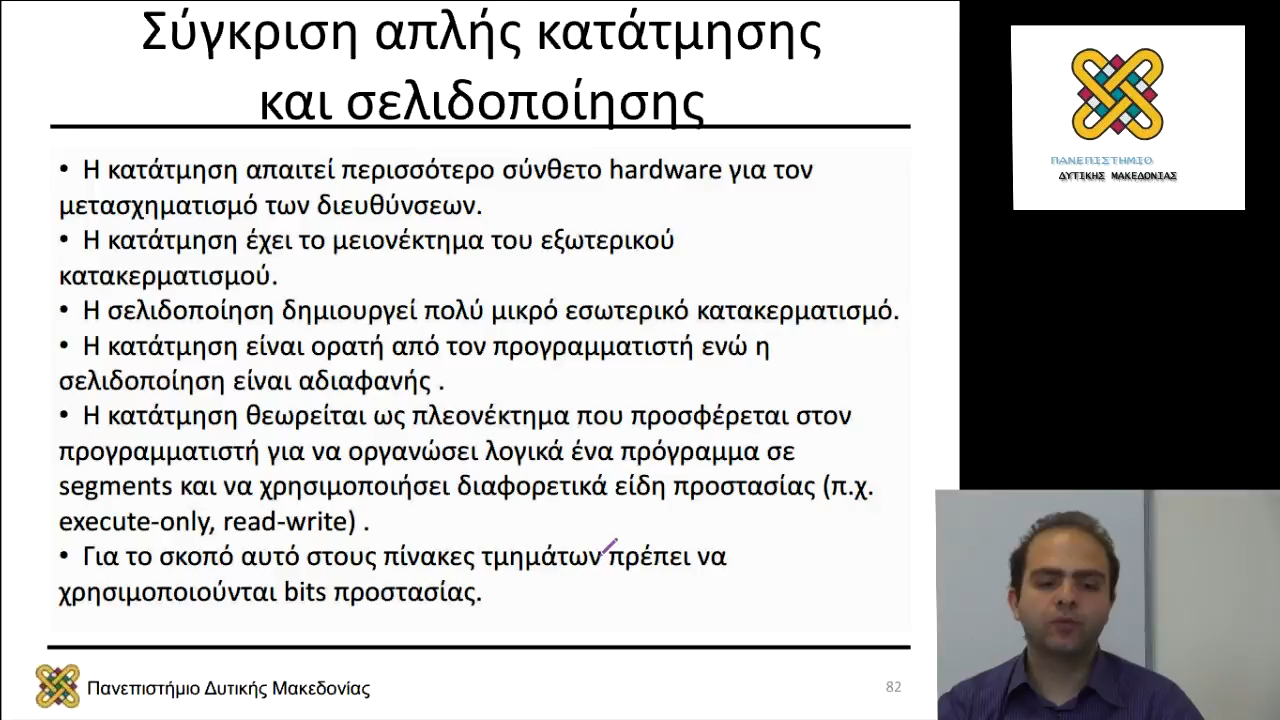 Σύγκριση απλής κατάτμησης
και σελιδοποίησης
• Η κατάτμηση απαιτεί περισσότερο σύνθετο hardware για τον
μετασχηματισμό των διευθύνσεων.
• Η κατάτμηση έχει το μειονέκτημα του εξωτερικού
κατακερματισμού.
• Η σελιδοποίηση δημιουργεί πολύ μικρό εσωτερικό κατακερματισμό.
• Η κατάτμηση είναι ορατή από τον προγραμματιστή ενώ η
σελιδοποίηση είναι αδιαφανής .
• Η κατάτμηση θεωρείται ως πλεονέκτημα που προσφέρεται στον
προγραμματιστή για να οργανώσει λογικά ένα πρόγραμμα σε
segments και να χρησιμοποιήσει διαφορετικά είδη προστασίας (π.χ.
execute-only, read-write) .
• Για το σκοπό αυτό στους πίνακες τμημάτων πρέπει να
χρησιμοποιούνται bits προστασίας.
Πανεπιστήμιο Δυτικής Μακεδονίας
82
ΠΑΝΕΠΙΣΤΗΜΙΟ
ΔΥΤΙΚΗΣ ΜΑΚΕΔΟΝΙΑΣ